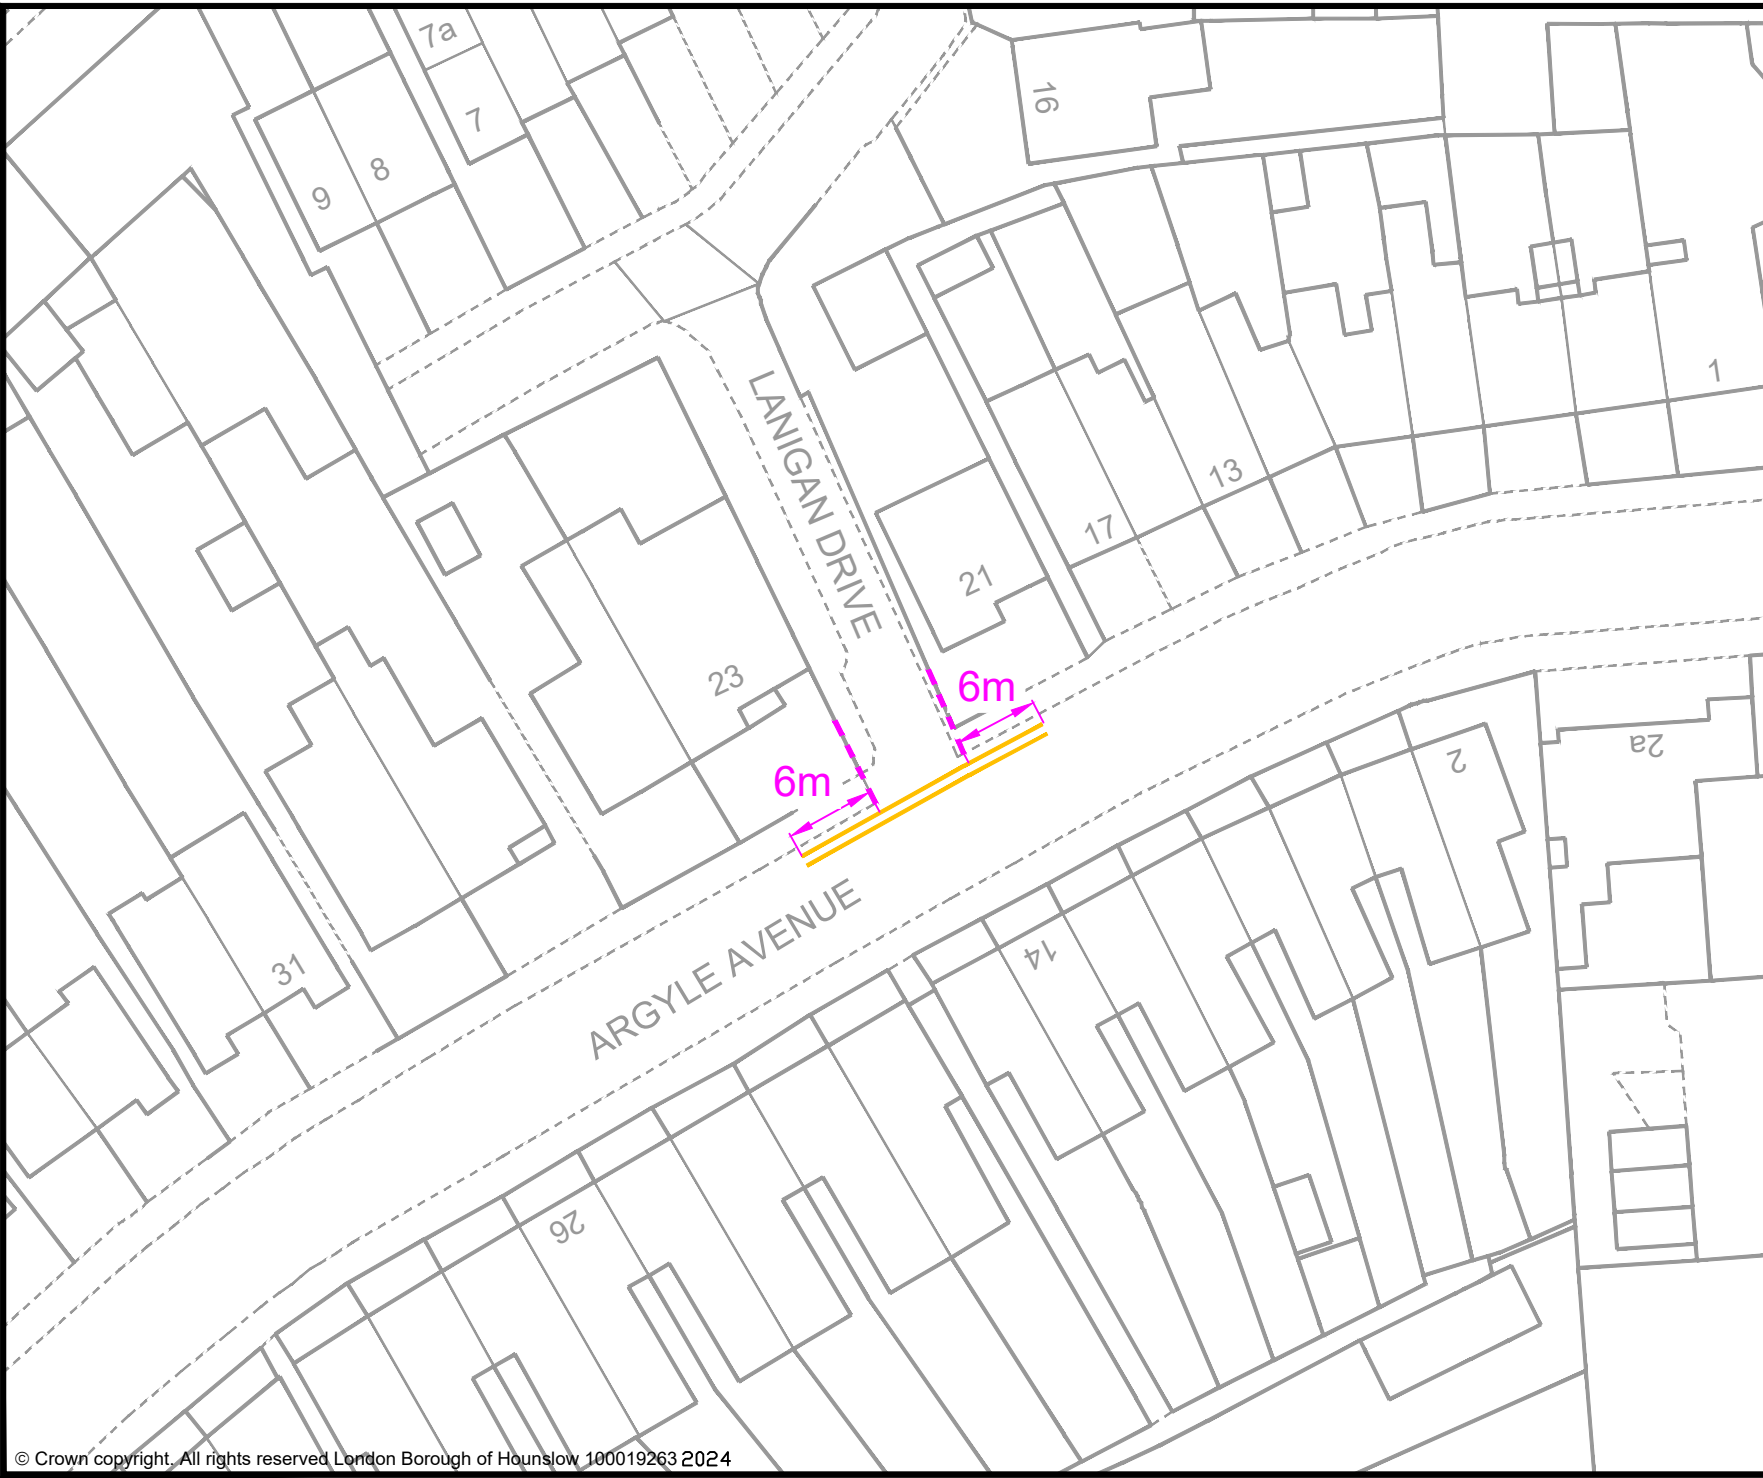 7a
7
8
9
16
1
LANIGAN DRIVE
13
17
21
23
6m
6m
2
2a
14
31
ARGYLE AVENUE
26
© Crown copyright. All rights reserved London Borough of Hounslow 100019263 2024